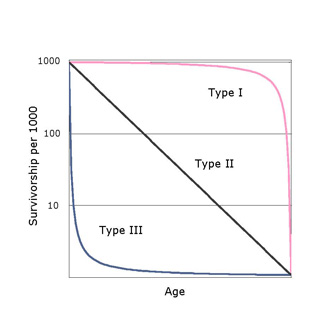 1000
Type I
100
Type II
10
Type III
Survivorship per 1000
Age